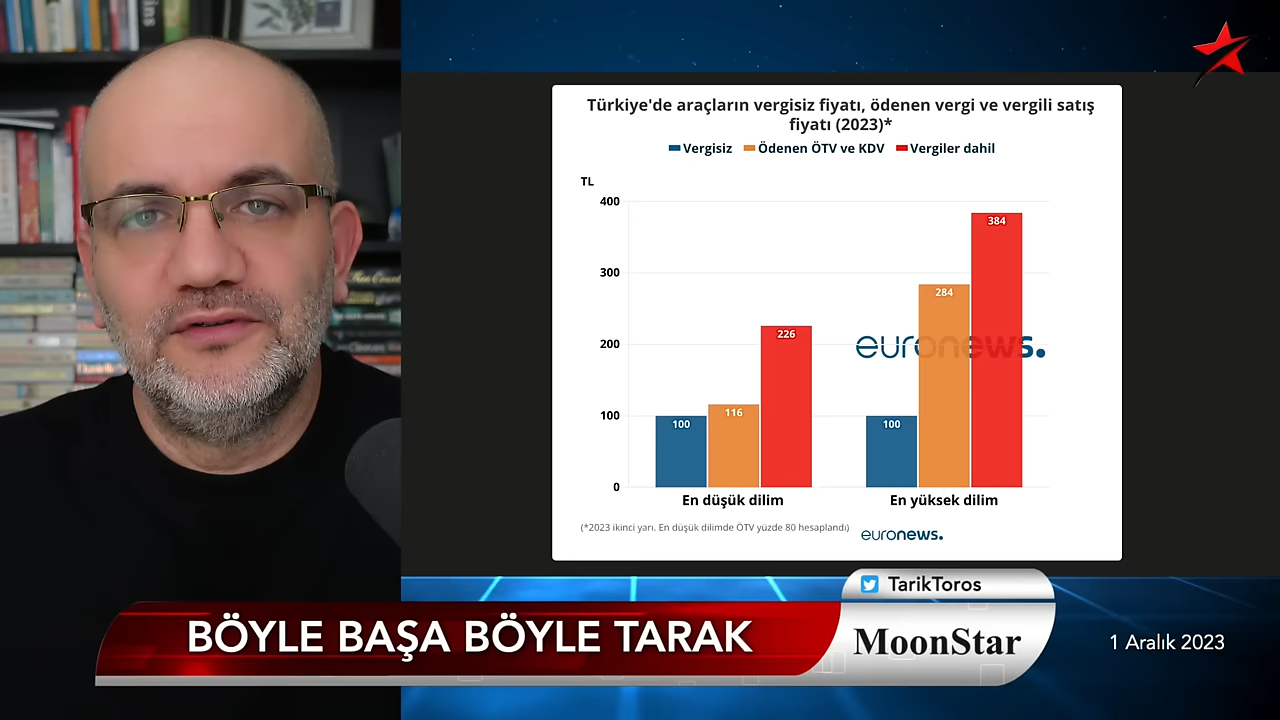 Türkiye'de araçların vergisiz fiyatı, ödenen vergi ve vergili satış
fiyatı (2023)*
Vergisiz Ödenen ÖTV ve KDV Vergiler dahil
TL
400
300
200
100
0
100
116
226
100
284
384
euronews.
En düşük dilim
En yüksek dilim
(*2023 ikinci yarı. En düşük dilimde ÖTV yüzde 80 hesaplandı)
euronews.
TarikToros
BÖYLE BAŞA BÖYLE TARAK
MoonStar
1 Aralık 2023